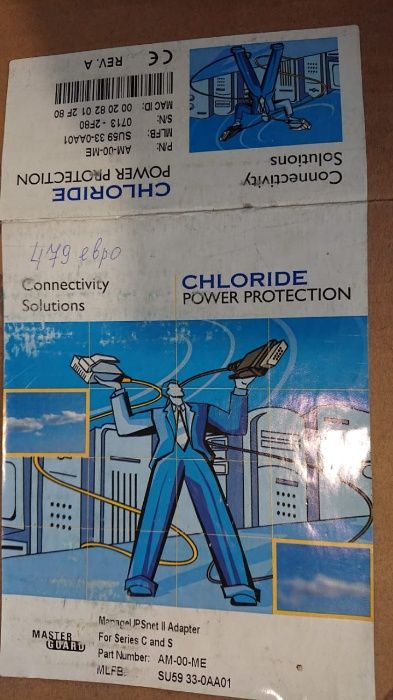 REV. A
MAC ID: 00 20 82 01 2F 80
S/N: 0713 - 2F80
MLFB: SU59 33-0AA01
P/N: AM-00-ME
CHLORIDE
POWER PROTECTION
Connectivity
Solutions
479 евро
Connectivity
Solutions
CHLORIDE
POWER PROTECTION
MASTER
GUARD
ManageUPSnet II Adapter
For Series C and S
Part Number: AM-00-ME
MLFB: SU59 33-0AA01